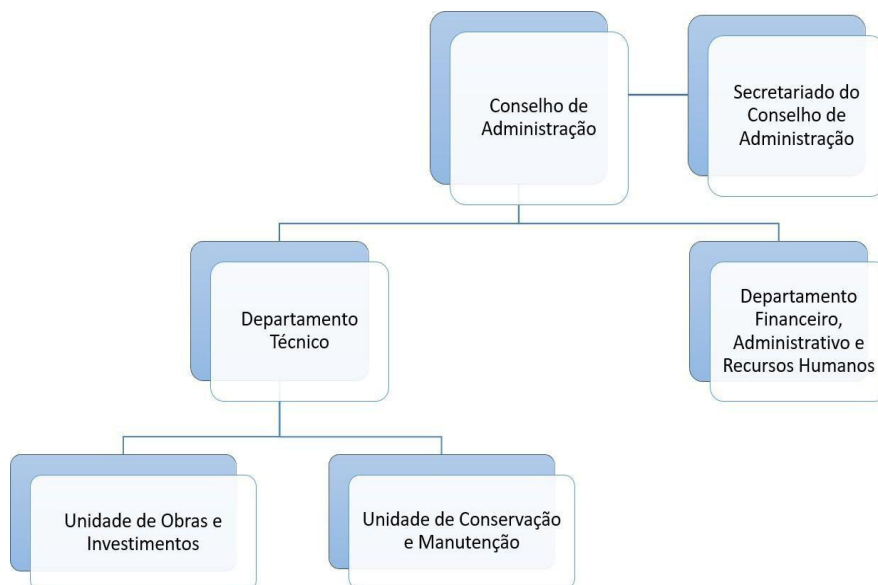 Conselho de
Administração
Secretariado do
Conselho de
Administração
Departamento
Técnico
Departamento
Financeiro,
Administrativo e
Recursos Humanos
Unidade de Obras e
Investimentos
Unidade de Conservação
e Manutenção